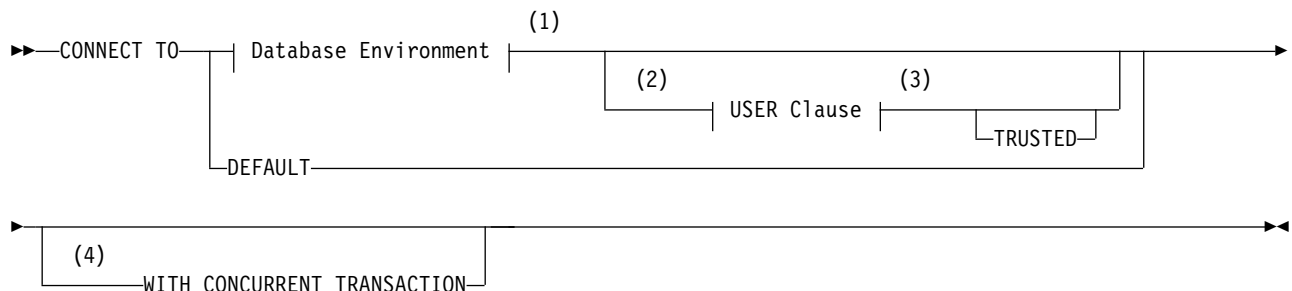 (1)
CONNECT TO Database Environment
(2) (3)
USER Clause
TRUSTED
DEFAULT
(4)
WITH CONCURRENT TRANSACTION